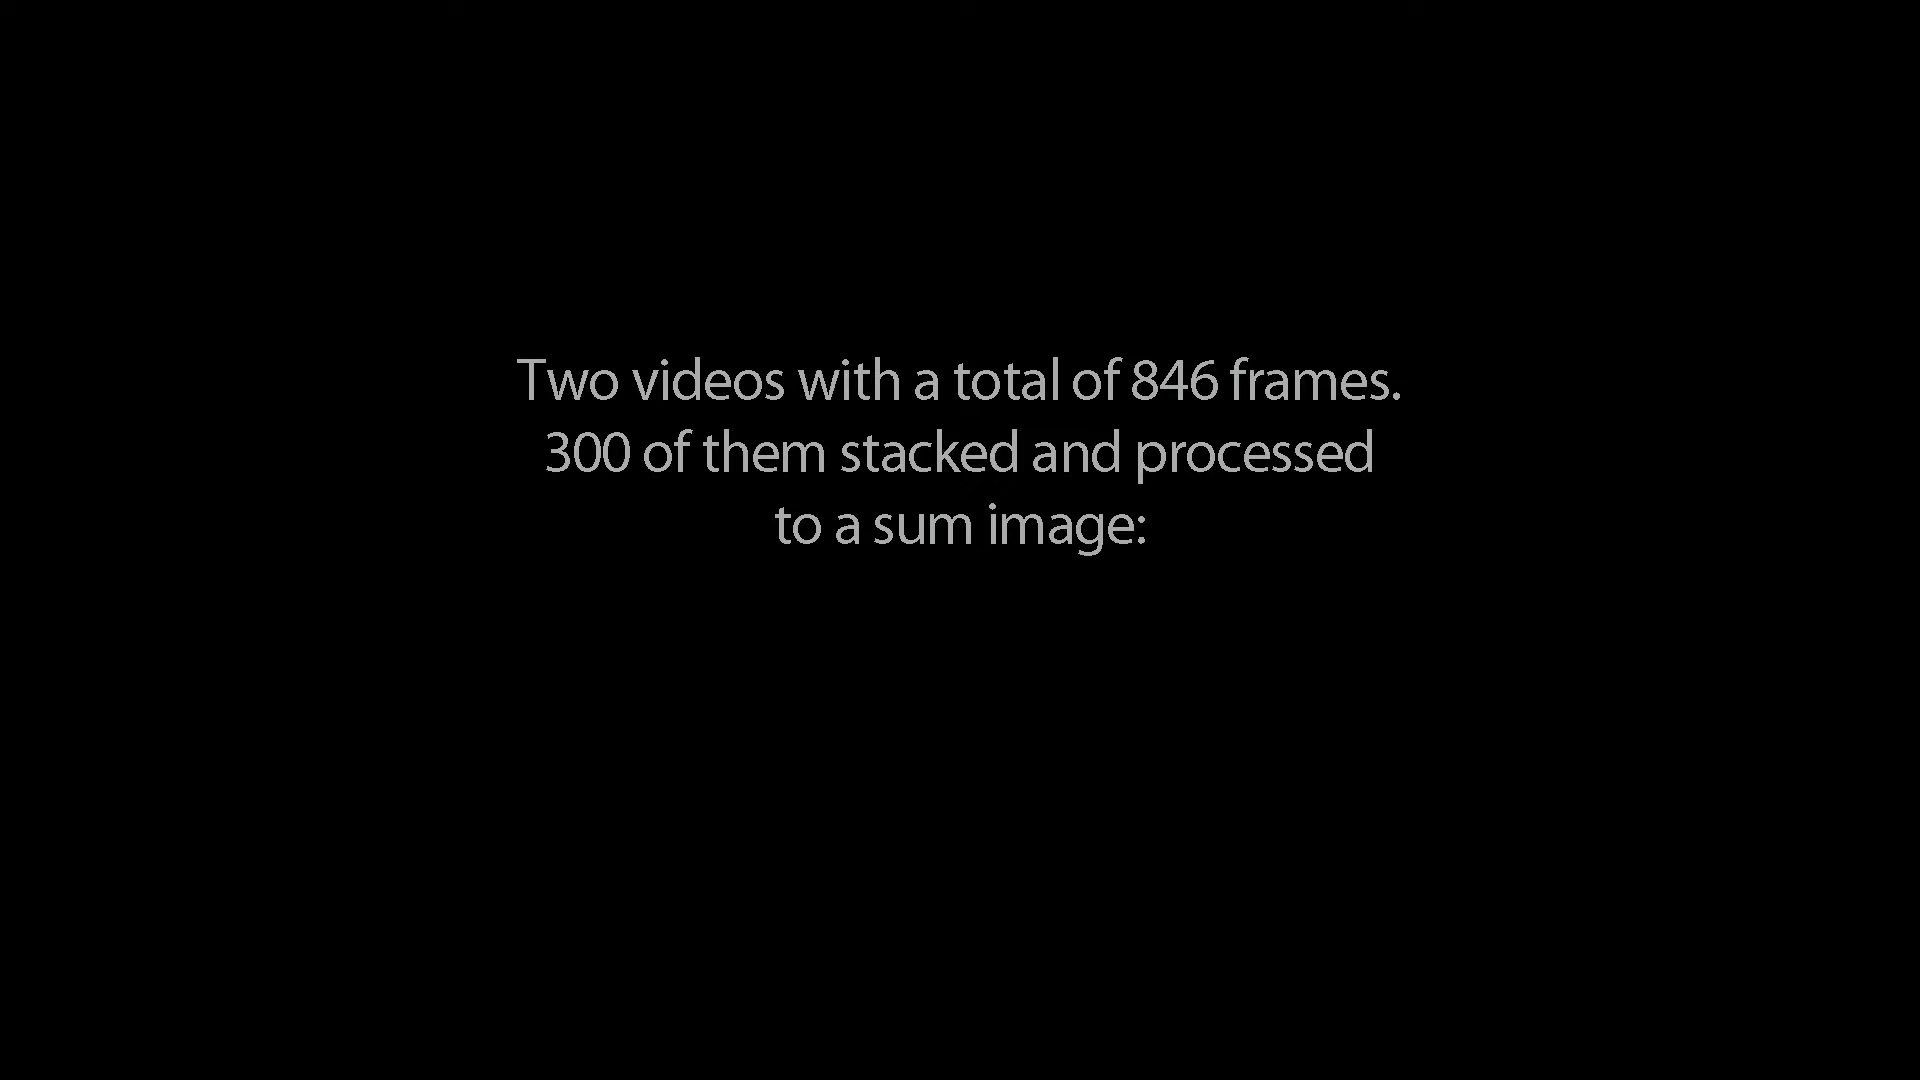 Two videos with a total of 846 frames.
300 of them stacked and processed
to a sum image: